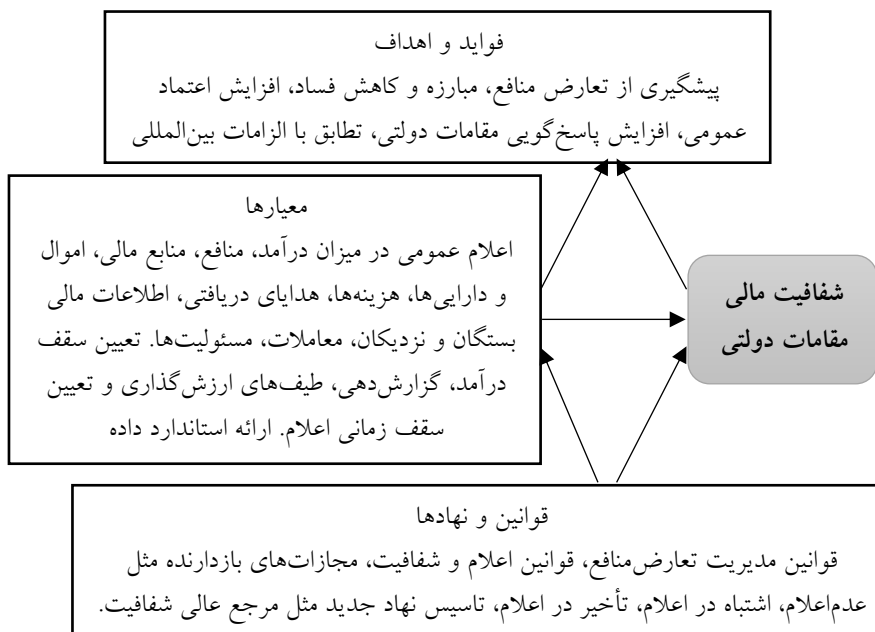 فواید و اهداف
پیشگیری از تعارض منافع، مبارزه و کاهش فساد، افزایش اعتماد
عمومی، افزایش پاسخ‌گویی مقامات دولتی، تطابق با الزامات بین‌المللی
معیارها
اعلام عمومی در میزان درآمد، منافع، منابع مالی، اموال
و دارایی‌ها، هزینه‌ها، هدایای دریافتی، اطلاعات مالی
بستگان و نزدیکان، معاملات، مسئولیت‌ها. تعیین سقف
درآمد، گزارش‌دهی، طیف‌های ارزش‌گذاری و تعیین
سقف زمانی اعلام. ارائه استاندارد داده
شفافیت مالی
مقامات دولتی
قوانین و نهادها
قوانین مدیریت تعارض‌منافع، قوانین اعلام و شفافیت، مجازات‌های بازدارنده مثل
عدم‌اعلام، اشتباه در اعلام، تأخیر در اعلام، تاسیس نهاد جدید مثل مرجع عالی شفافیت.